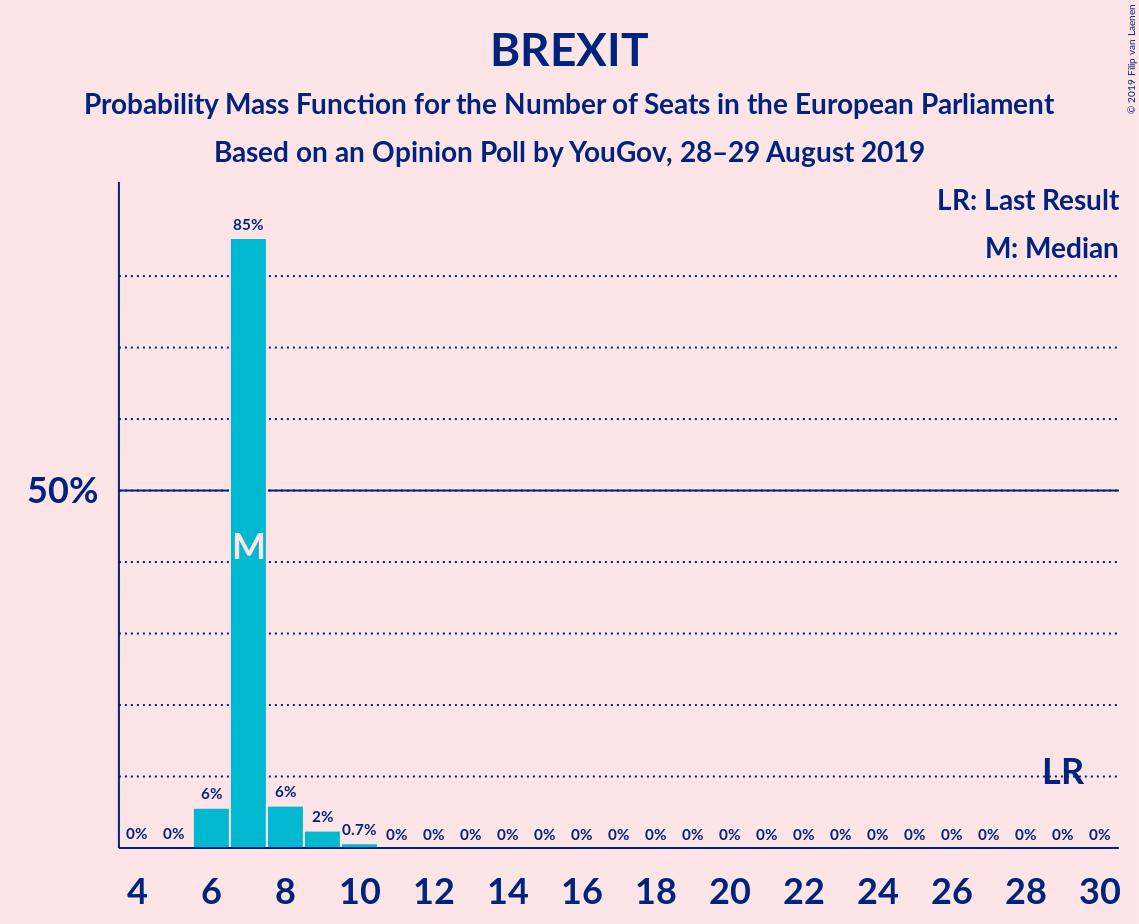 BREXIT
Probability Mass Function for the Number of Seats in the European Parliament
Based on an Opinion Poll by YouGov, 28–29 August 2019
© 2019 Filip van Laenen
LR: Last Result
M: Median
50%
M
LR
0% 0% 6% 85% 6% 2% 0.7% 0% 0% 0% 0% 0% 0% 0% 0% 0% 0% 0% 0% 0% 0% 0% 0% 0% 0% 0% 0%
4 6 8 10 12 14 16 18 20 22 24 26 28 30